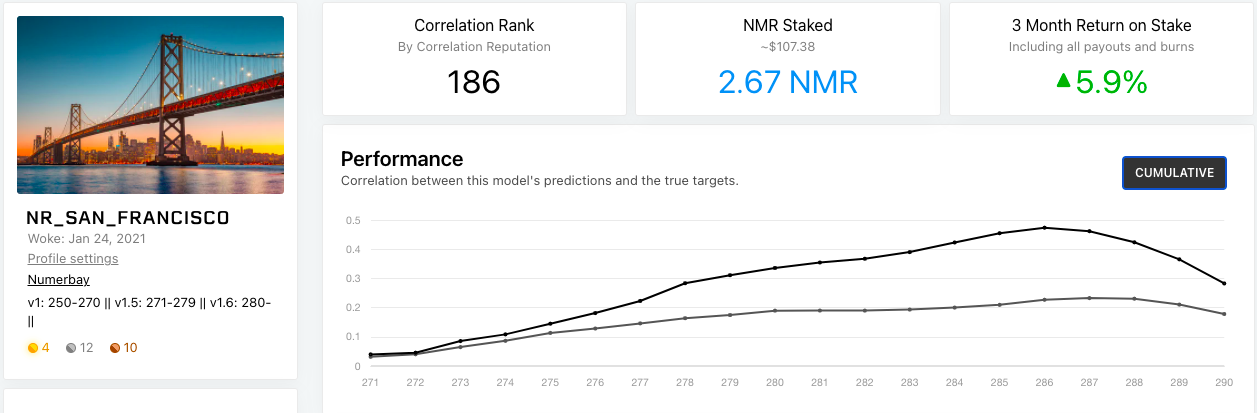 NR_SAN_FRANCISCO
Woke: Jan 24, 2021
Profile settings
Numerbay
v1: 250-270 || v1.5: 271-279 || v1.6: 280-
||
4 12 10
Correlation Rank
By Correlation Reputation
186
NMR Staked
~$107.38
2.67 NMR
3 Month Return on Stake
Including all payouts and burns
5.9%
Performance
Correlation between this model's predictions and the true targets.
CUMULATIVE
0.5
0.4
0.3
0.2
0.1
0
271 272 273 274 275 276 277 278 279 280 281 282 283 284 285 286 287 288 289 290